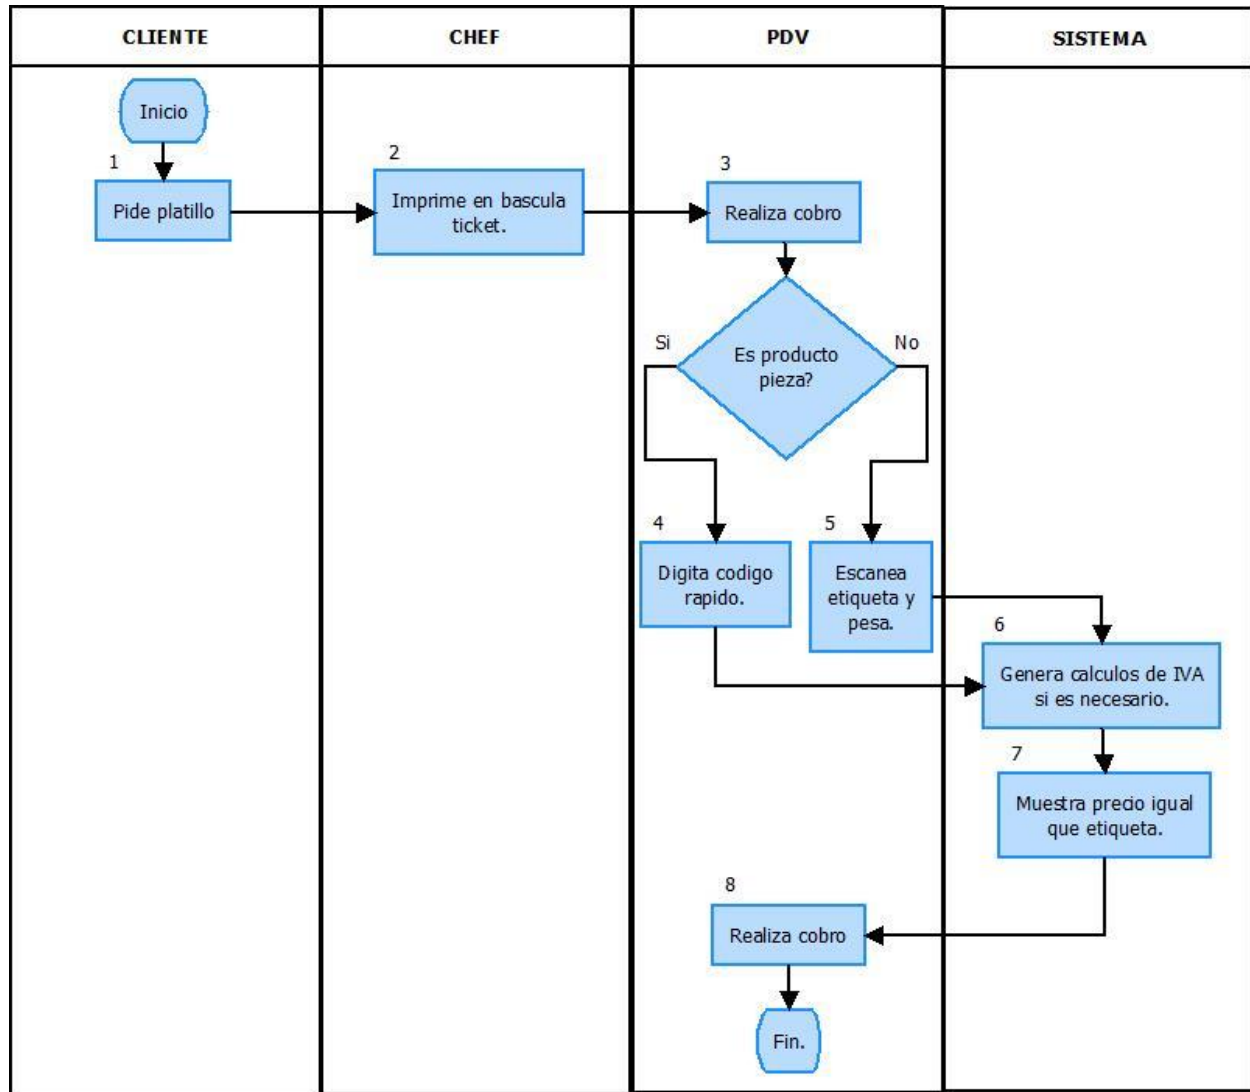 CLIENTE
CHEF
PDV
SISTEMA
Inicio
1
Pide platillo
2
Imprime en bascula
ticket.
3
Realiza cobro
Es producto
pieza?
Si
No
4
Digita codigo
rapido.
5
Escanea
etiqueta y
pesa.
6
Genera calculos de IVA
si es necesario.
7
Muestra precio igual
que etiqueta.
8
Realiza cobro
Fin.